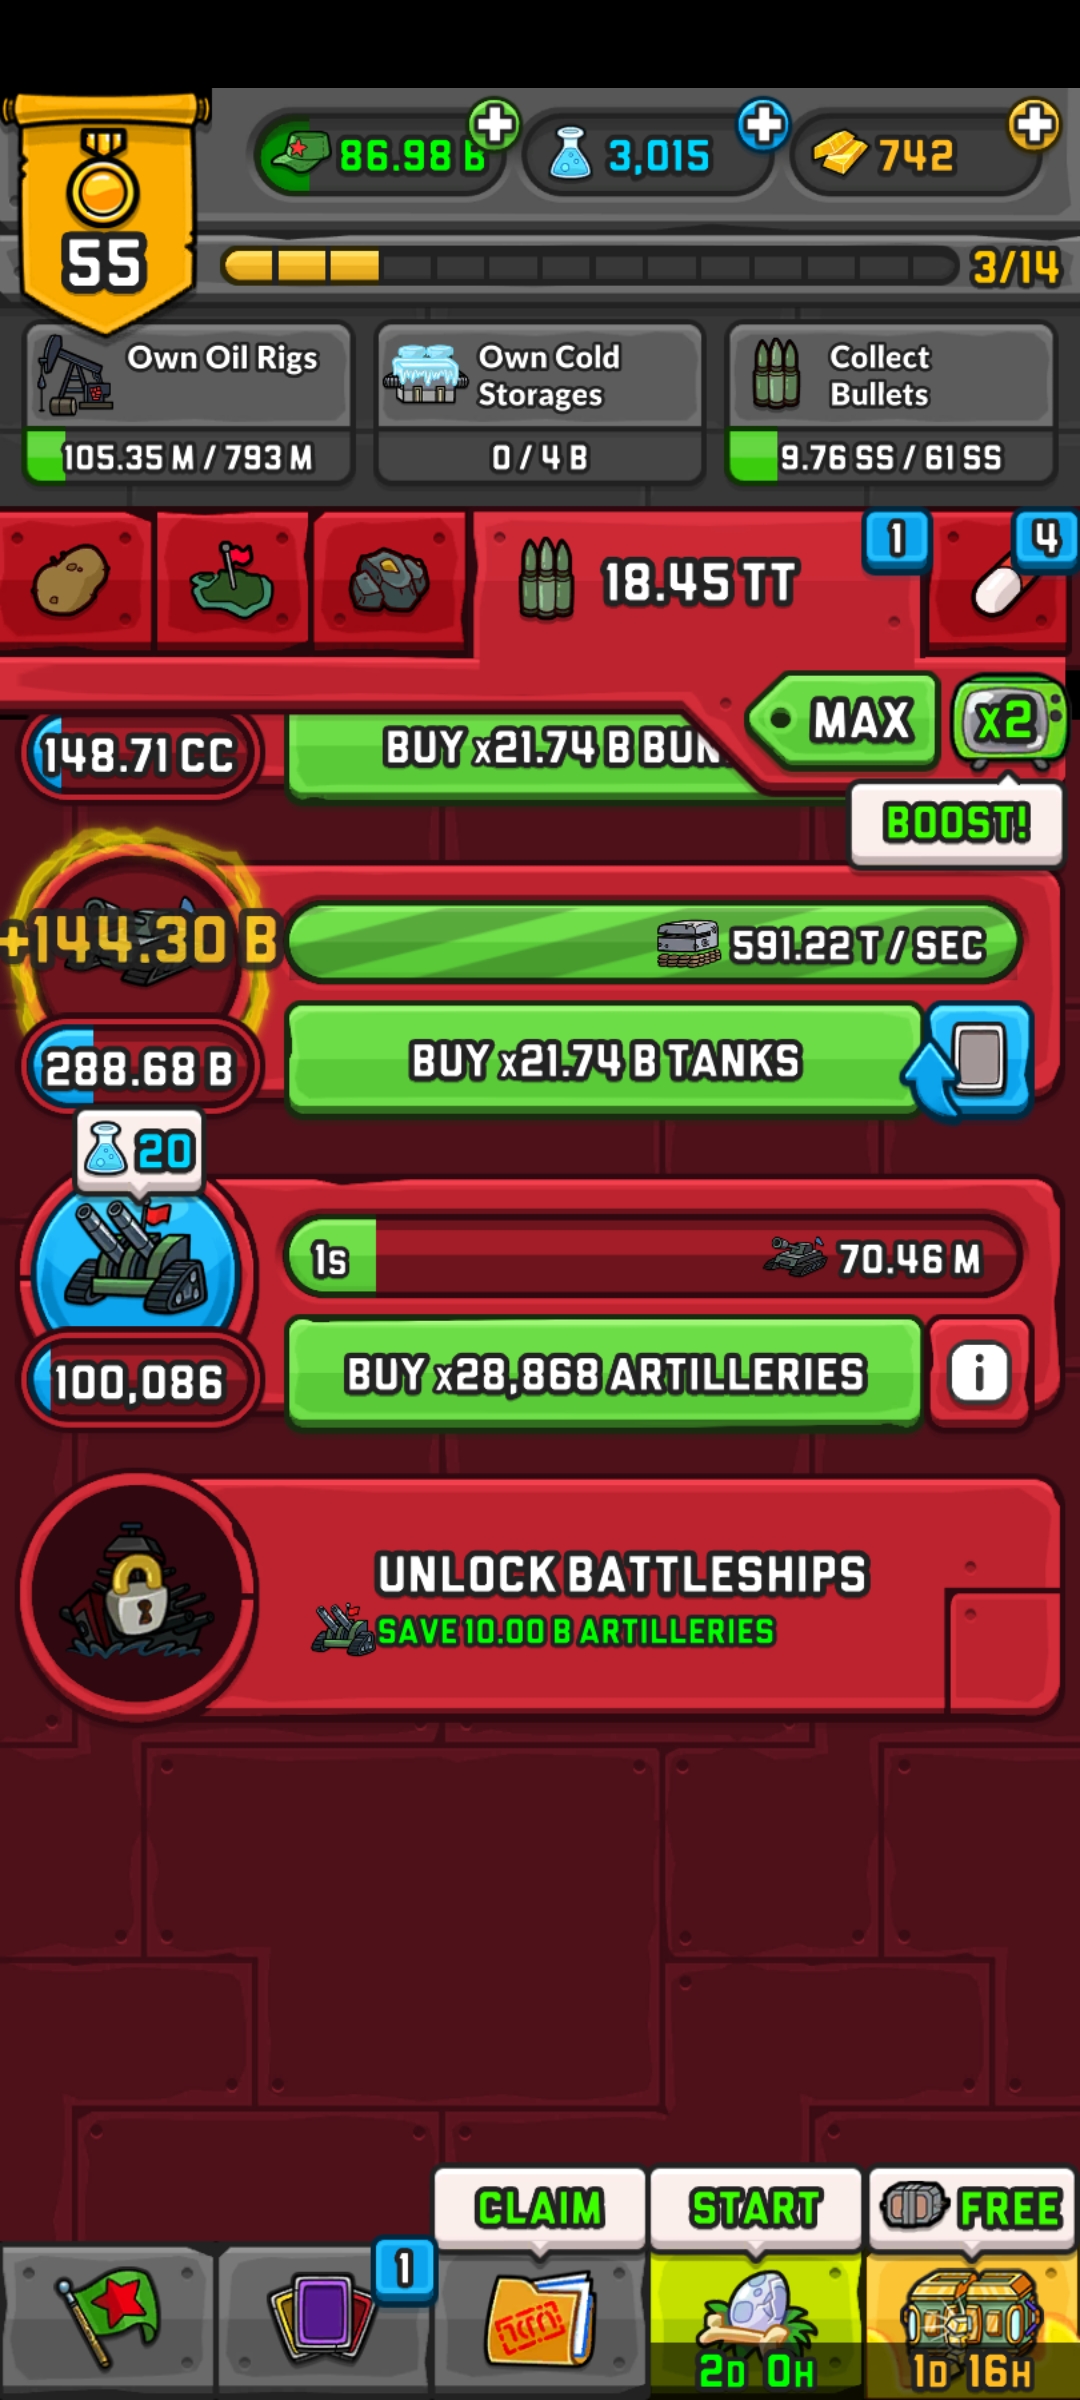 55
86.98 B
3,015
742
3/14
Own Oil Rigs
105.35 M / 793 M
Own Cold
Storages
0 / 4 B
Collect
Bullets
9.76 SS / 61 SS
18.45 TT
1
4
MAX
x2
BOOST!
148.71 CC
BUY x21.74 B BUN
+144.30 B
591.22 T / SEC
288.68 B
BUY x21.74 B TANKS
20
1s
70.46 M
100,086
BUY x28,868 ARTILLERIES
i
UNLOCK BATTLESHIPS
SAVE 10.00 B ARTILLERIES
CLAIM
START
FREE
1
2D 0H
1D 16H